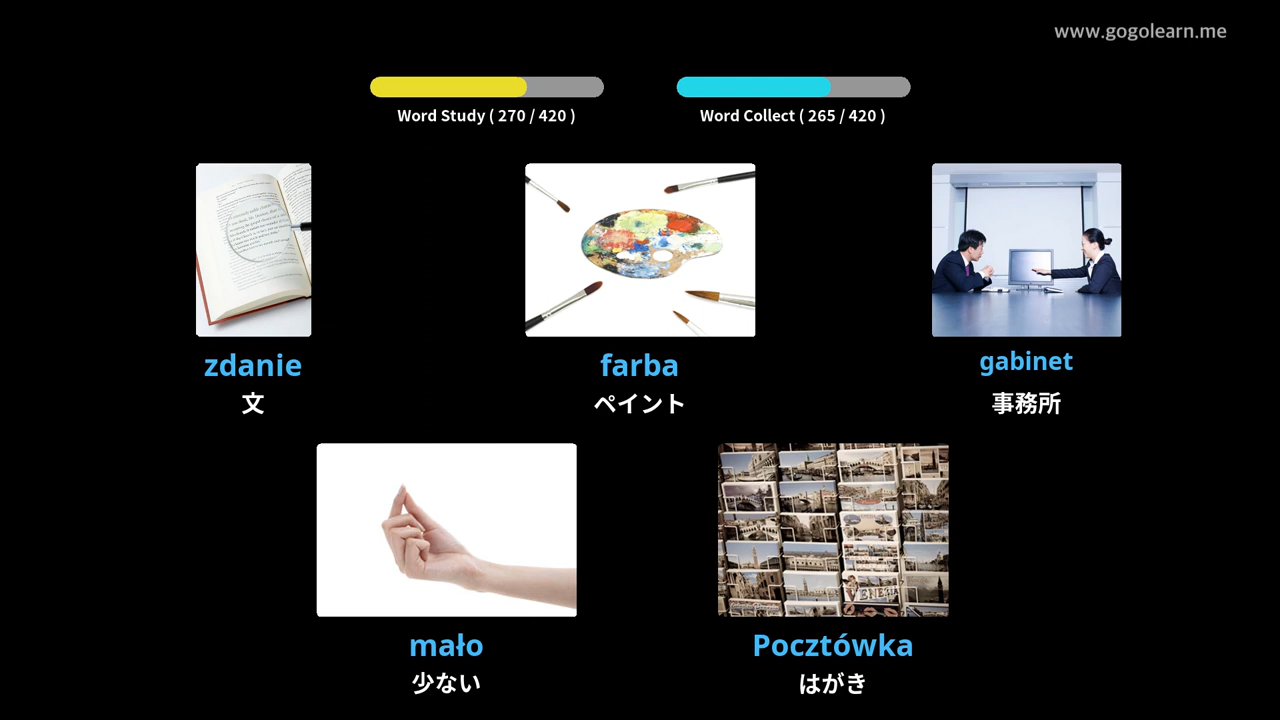 www.gogolearn.me
Word Study ( 270 / 420 )
Word Collect ( 265 / 420 )
zdanie
文
farba
ペイント
gabinet
事務所
mało
少ない
Pocztówka
はがき